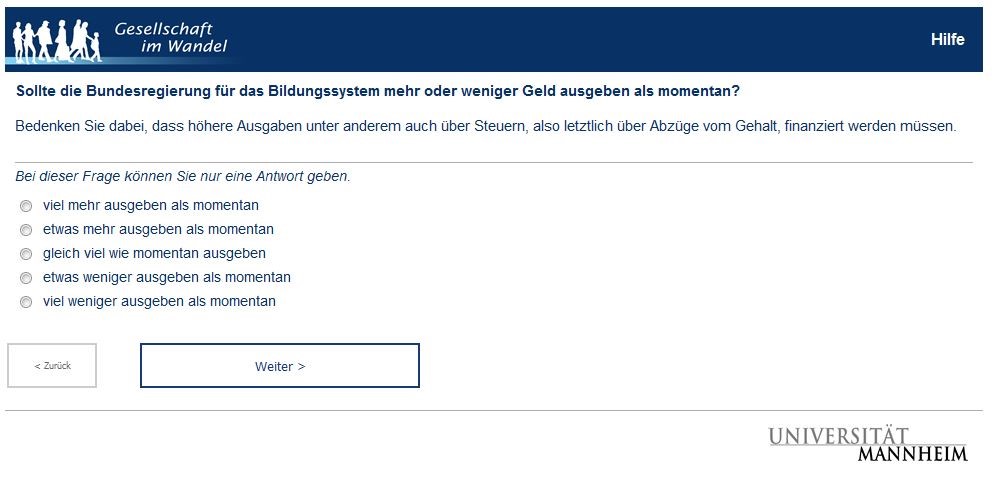 Gesellschaft
im Wandel
Hilfe
Sollte die Bundesregierung für das Bildungssystem mehr oder weniger Geld ausgeben als momentan?
Bedenken Sie dabei, dass höhere Ausgaben unter anderem auch über Steuern, also letztlich über Abzüge vom Gehalt, finanziert werden müssen.
Bei dieser Frage können Sie nur eine Antwort geben.
viel mehr ausgeben als momentan
etwas mehr ausgeben als momentan
gleich viel wie momentan ausgeben
etwas weniger ausgeben als momentan
viel weniger ausgeben als momentan
< Zurück
Weiter >
UNIVERSITÄT
MANNHEIM